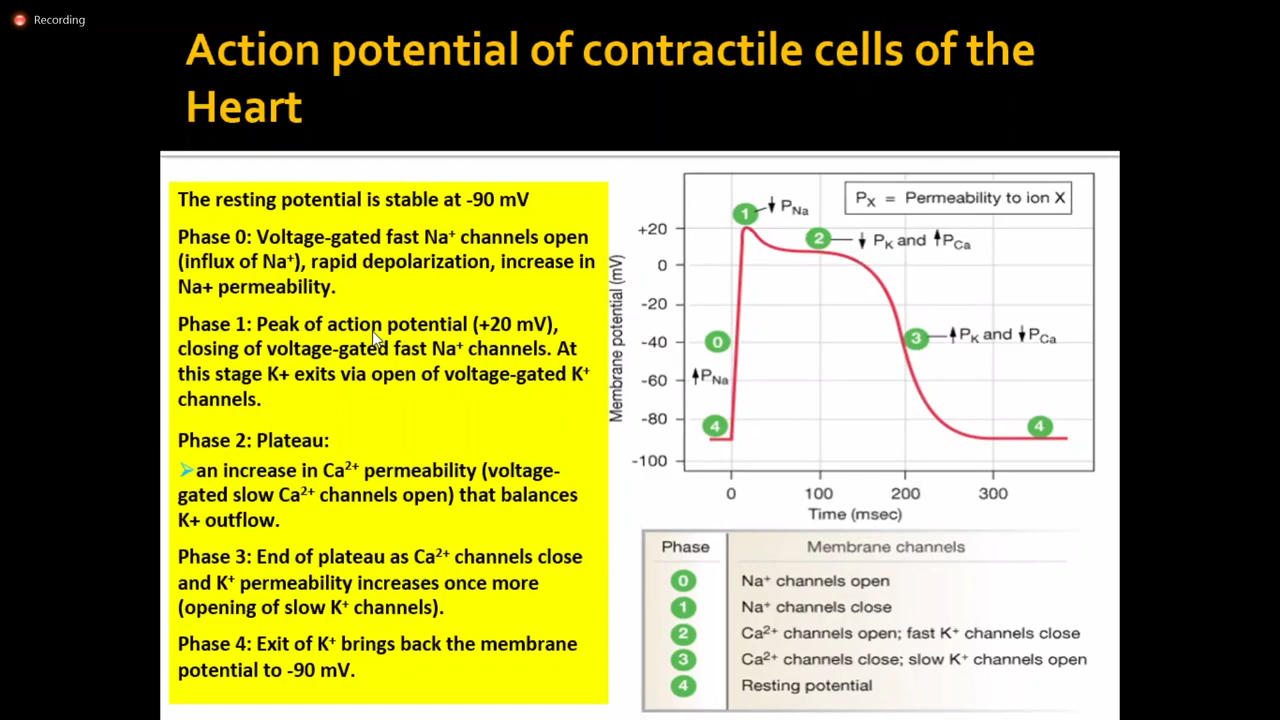 Recording
Action potential of contractile cells of the
Heart
The resting potential is stable at -90 mV
Phase 0: Voltage-gated fast Na⁺ channels open
(influx of Na⁺), rapid depolarization, increase in
Na+ permeability.
Phase 1: Peak of action potential (+20 mV),
closing of voltage-gated fast Na⁺ channels. At
this stage K+ exits via open of voltage-gated K⁺
channels.
Phase 2: Plateau:
➢an increase in Ca²⁺ permeability (voltage-
gated slow Ca²⁺ channels open) that balances
K+ outflow.
Phase 3: End of plateau as Ca²⁺ channels close
and K⁺ permeability increases once more
(opening of slow K⁺ channels).
Phase 4: Exit of K⁺ brings back the membrane
potential to -90 mV.
PX = Permeability to ion X
1 ↓ PNa
2 ↓ PK and ↑PCa
3 ↑PK and ↓PCa
0
↑PNa
4
4
Membrane potential (mV)
+20
0
-20
-40
-60
-80
-100
0 100 200 300
Time (msec)
Phase Membrane channels
0 Na⁺ channels open
1 Na⁺ channels close
2 Ca²⁺ channels open; fast K⁺ channels close
3 Ca²⁺ channels close; slow K⁺ channels open
4 Resting potential